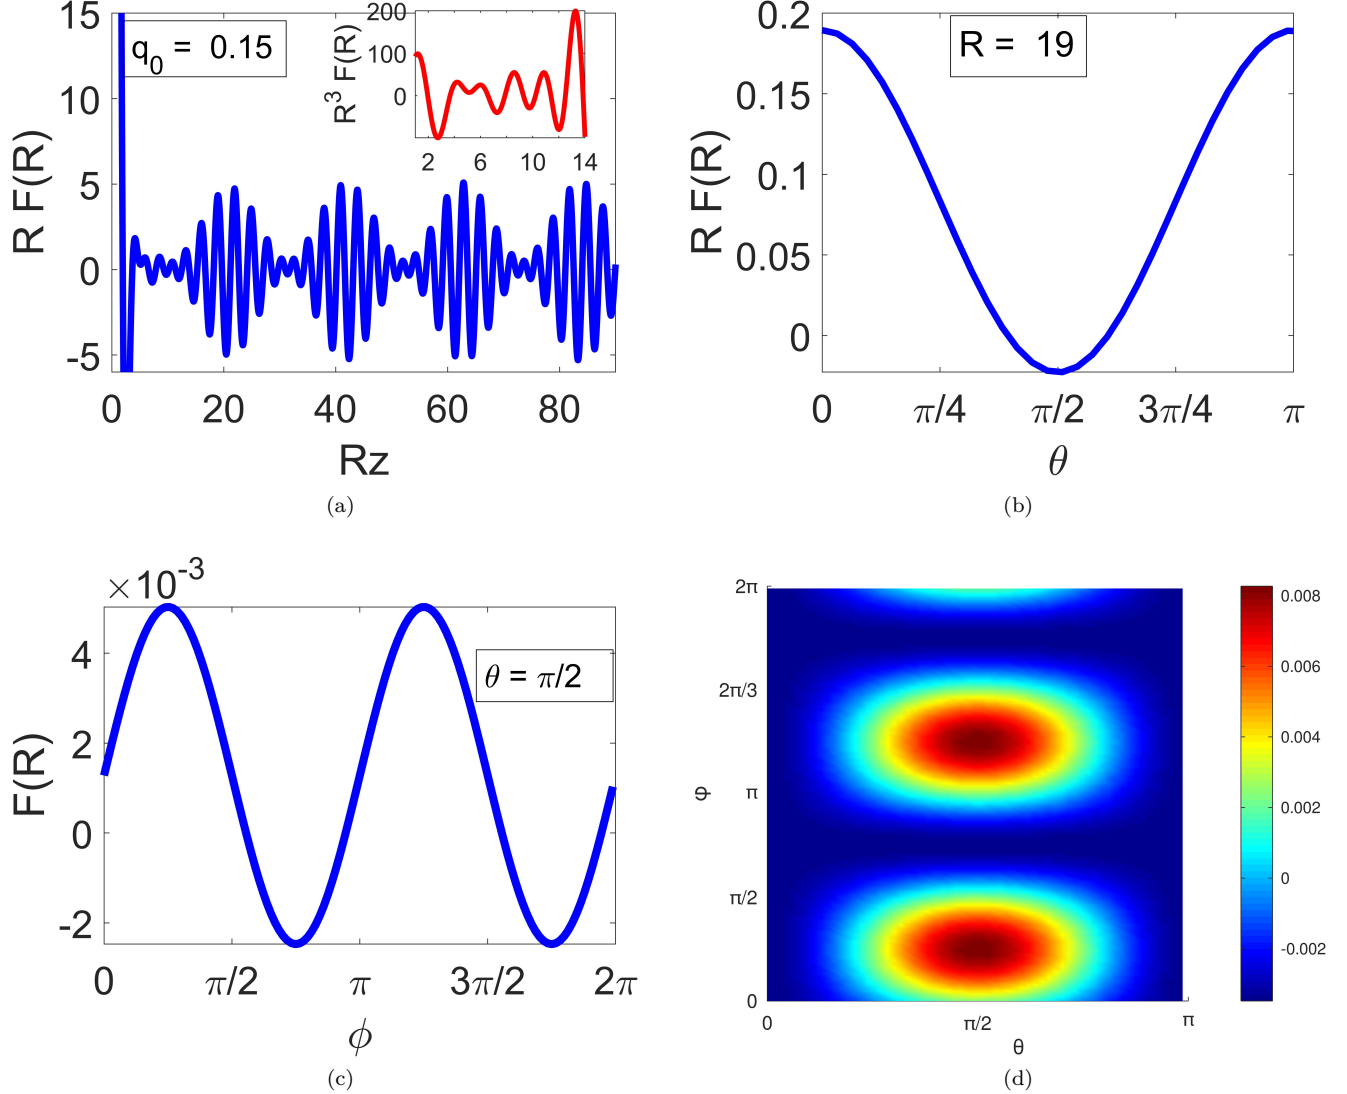 15
10
5
0
-5
R F(R)
q0 = 0.15
200
100
0
R3 F(R)
2
6
10
14
0
20
40
60
80
Rz
(a)
0.2
0.15
0.1
0.05
0
R F(R)
R = 19
0
π/4
π/2
3π/4
π
θ
(b)
×10-3
4
2
0
-2
F(R)
θ = π/2
0
π/2
π
3π/2
2π
ϕ
(c)
2π
2π/3
π
π/2
0
φ
0
π/2
π
θ
0.008
0.006
0.004
0.002
0
-0.002
(d)